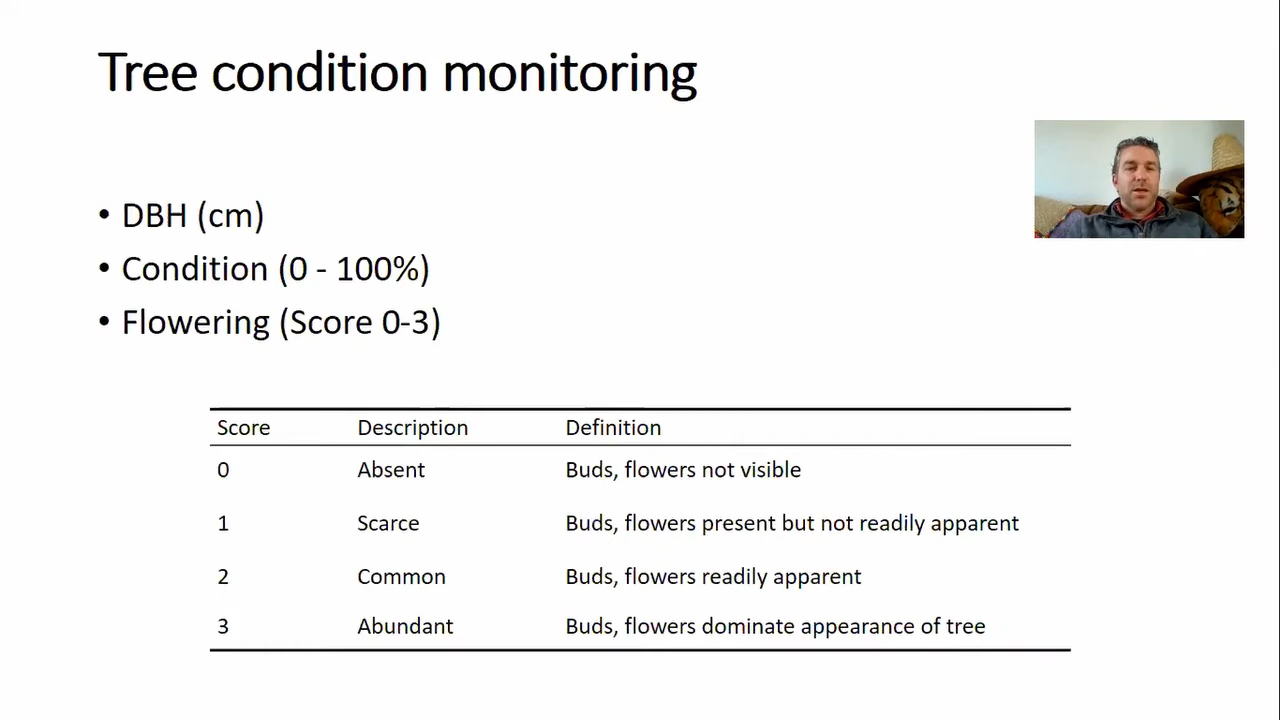 Tree condition monitoring
• DBH (cm)
• Condition (0 - 100%)
• Flowering (Score 0-3)
Score Description Definition
0 Absent Buds, flowers not visible
1 Scarce Buds, flowers present but not readily apparent
2 Common Buds, flowers readily apparent
3 Abundant Buds, flowers dominate appearance of tree